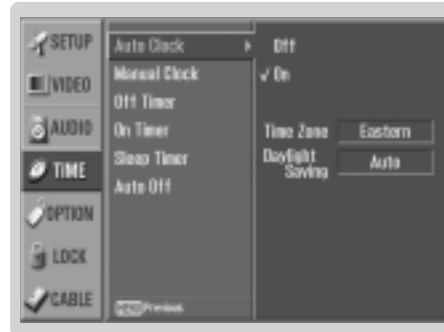 SETUP
VIDEO
AUDIO
TIME
OPTION
LOCK
CABLE
Auto Clock
Manual Clock
Off Timer
On Timer
Sleep Timer
Auto Off
MENU Previous
Off
√ On
Time Zone Eastern
Daylight
Saving Auto